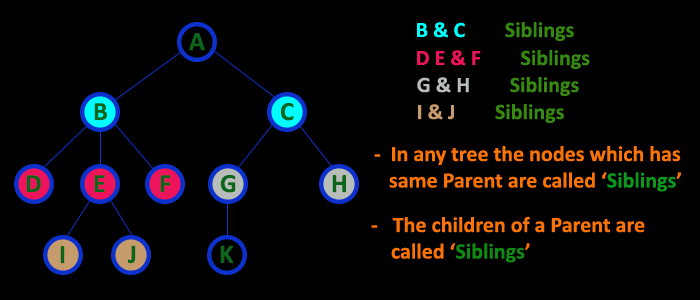 A
B
C
D
E
F
G
H
I
J
K
B & C Siblings
D E & F Siblings
G & H Siblings
I & J Siblings
- In any tree the nodes which has
same Parent are called ‘Siblings’
- The children of a Parent are
called ‘Siblings’